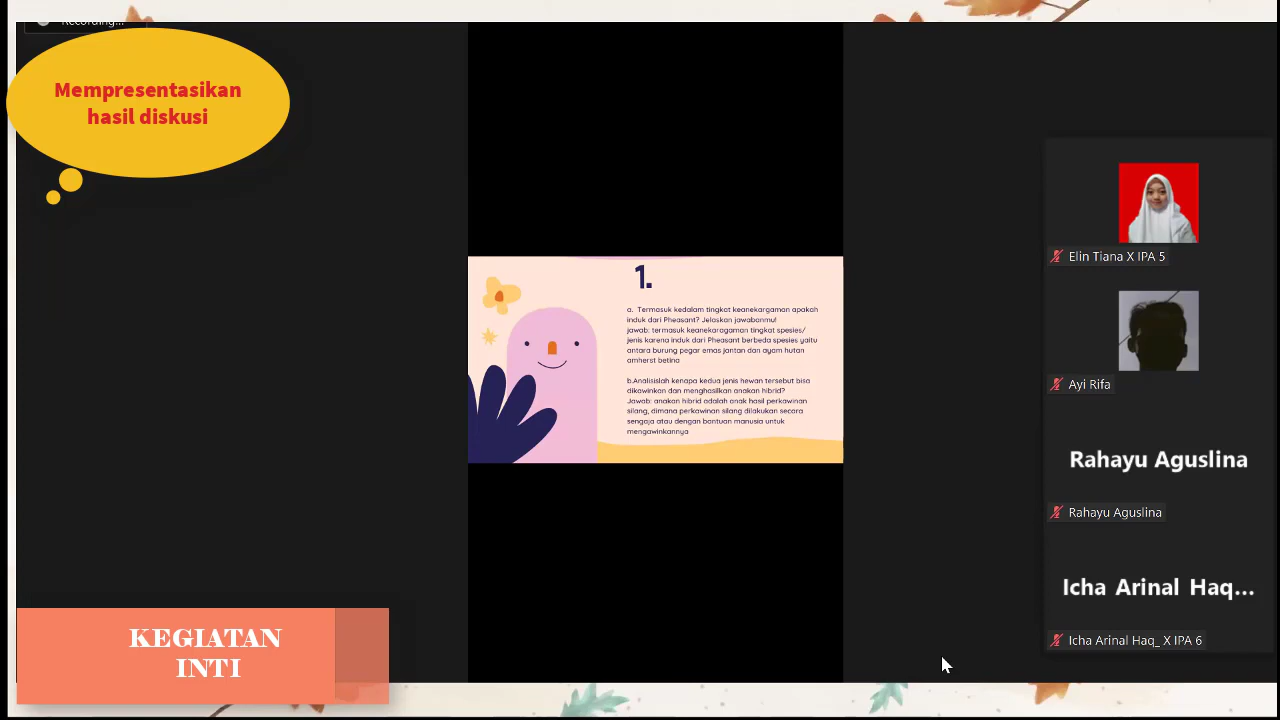 Recording...
Mempresentasikan
hasil diskusi
1.
a. Termasuk kedalam tingkat keanekargaman apakah
induk dari Pheasant? Jelaskan jawabanmu!
jawab: termasuk keanekaragaman tingkat spesies/
jenis karena induk dari Pheasant berbeda spesies yaitu
antara burung pegar emas jantan dan ayam hutan
amherst betina
b.Analisislah kenapa kedua jenis hewan tersebut bisa
dikawinkan dan menghasilkan anakan hibrid?
Jawab: anakan hibrid adalah anak hasil perkawinan
silang, dimana perkawinan silang dilakukan secara
sengaja atau dengan bantuan manusia untuk
mengawinkannya
Elin Tiana X IPA 5
Ayi Rifa
Rahayu Aguslina
Rahayu Aguslina
Icha Arinal Haq...
Icha Arinal Haq_ X IPA 6
KEGIATAN
INTI